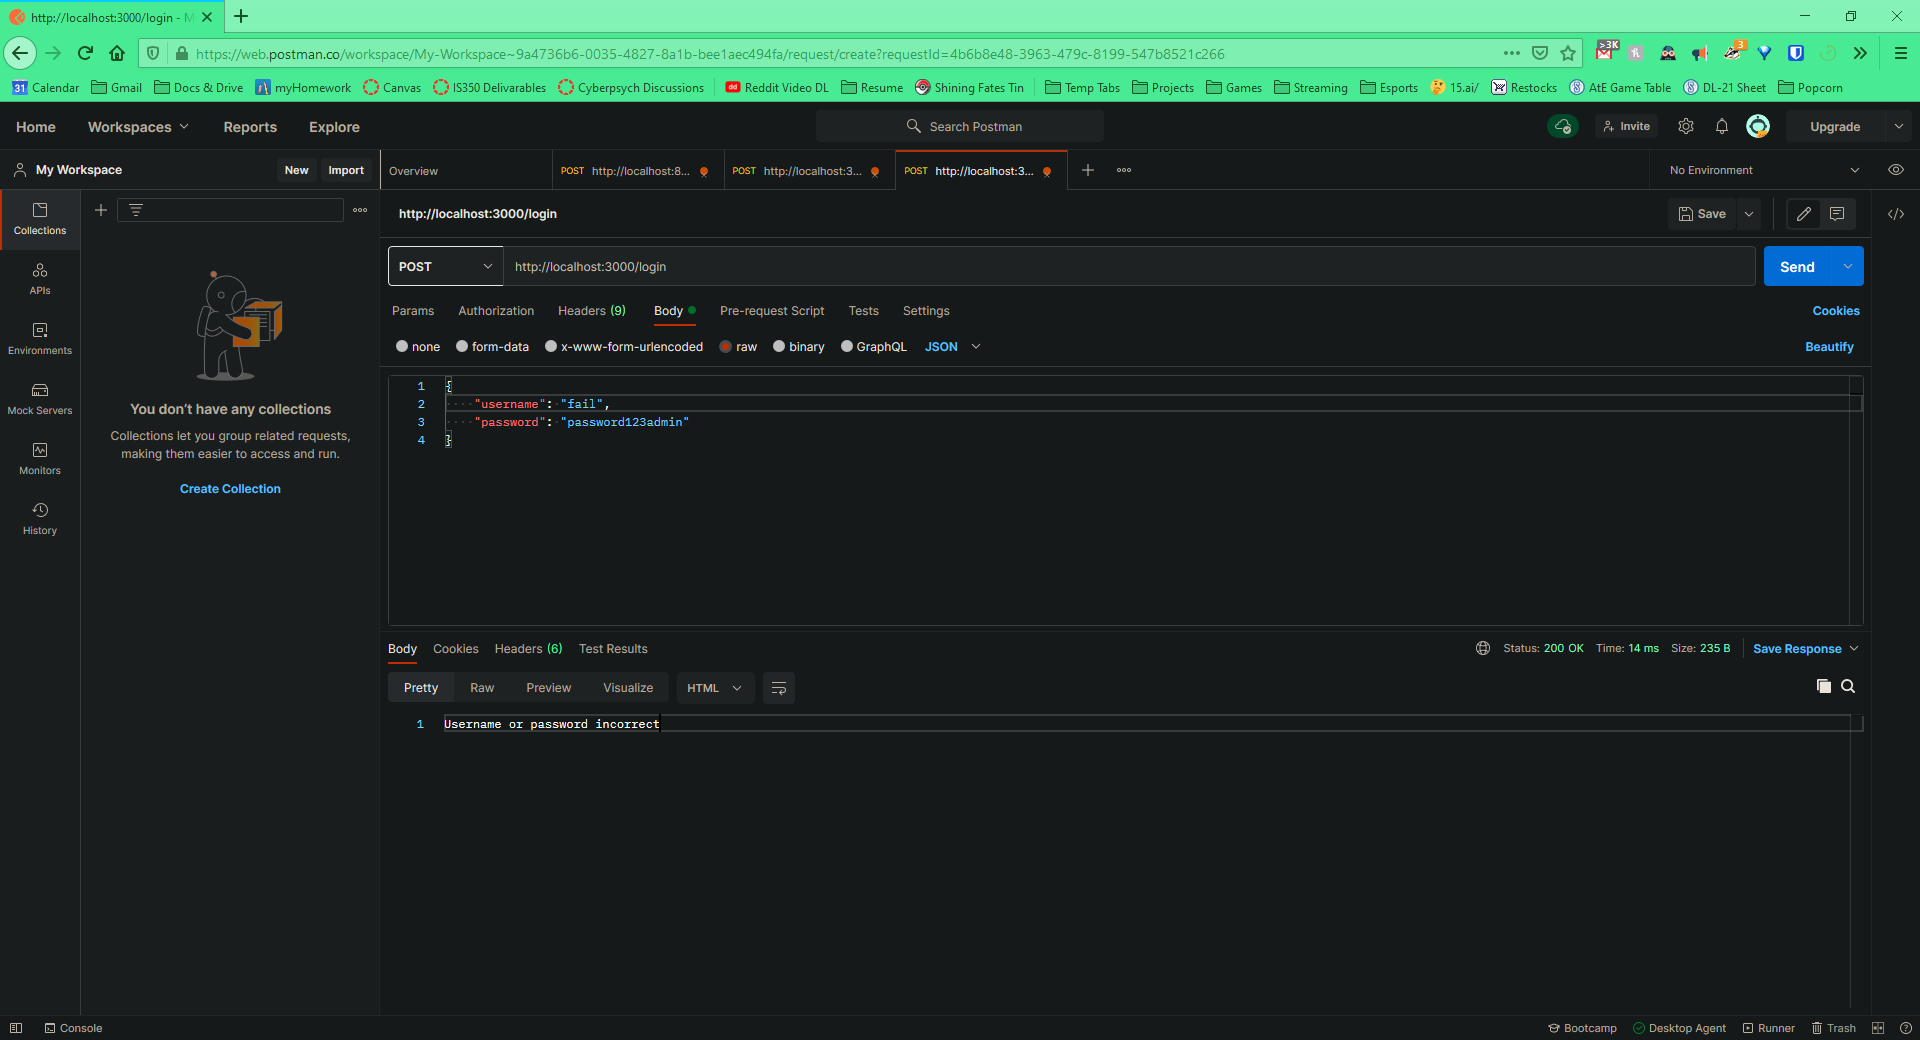 http://localhost:3000/login - M
https://web.postman.co/workspace/My-Workspace~9a4736b6-0035-4827-8a1b-bee1aec494fa/request/create?requestId=4b6b8e48-3963-479c-8199-547b8521c266
>3K
3
31 Calendar Gmail Docs & Drive myHomework Canvas IS350 Delivarables Cyberpsych Discussions dd Reddit Video DL Resume Shining Fates Tin Temp Tabs Projects Games Streaming Esports 15.ai/ Restocks AtE Game Table DL-21 Sheet Popcorn
Home Workspaces Reports Explore Search Postman Invite Upgrade
My Workspace New Import Overview POST http://localhost:8... POST http://localhost:3... POST http://localhost:3... No Environment
Collections
APIs
Environments
Mock Servers
Monitors
History
You don't have any collections
Collections let you group related requests,
making them easier to access and run.
Create Collection
http://localhost:3000/login Save
POST http://localhost:3000/login Send
Params Authorization Headers (9) Body Pre-request Script Tests Settings Cookies
none form-data x-www-form-urlencoded raw binary GraphQL JSON Beautify
1 {
2 "username": "fail",
3 "password": "password123admin"
4 }
Body Cookies Headers (6) Test Results Status: 200 OK Time: 14 ms Size: 235 B Save Response
Pretty Raw Preview Visualize HTML
1 Username or password incorrect
Console Bootcamp Desktop Agent Runner Trash